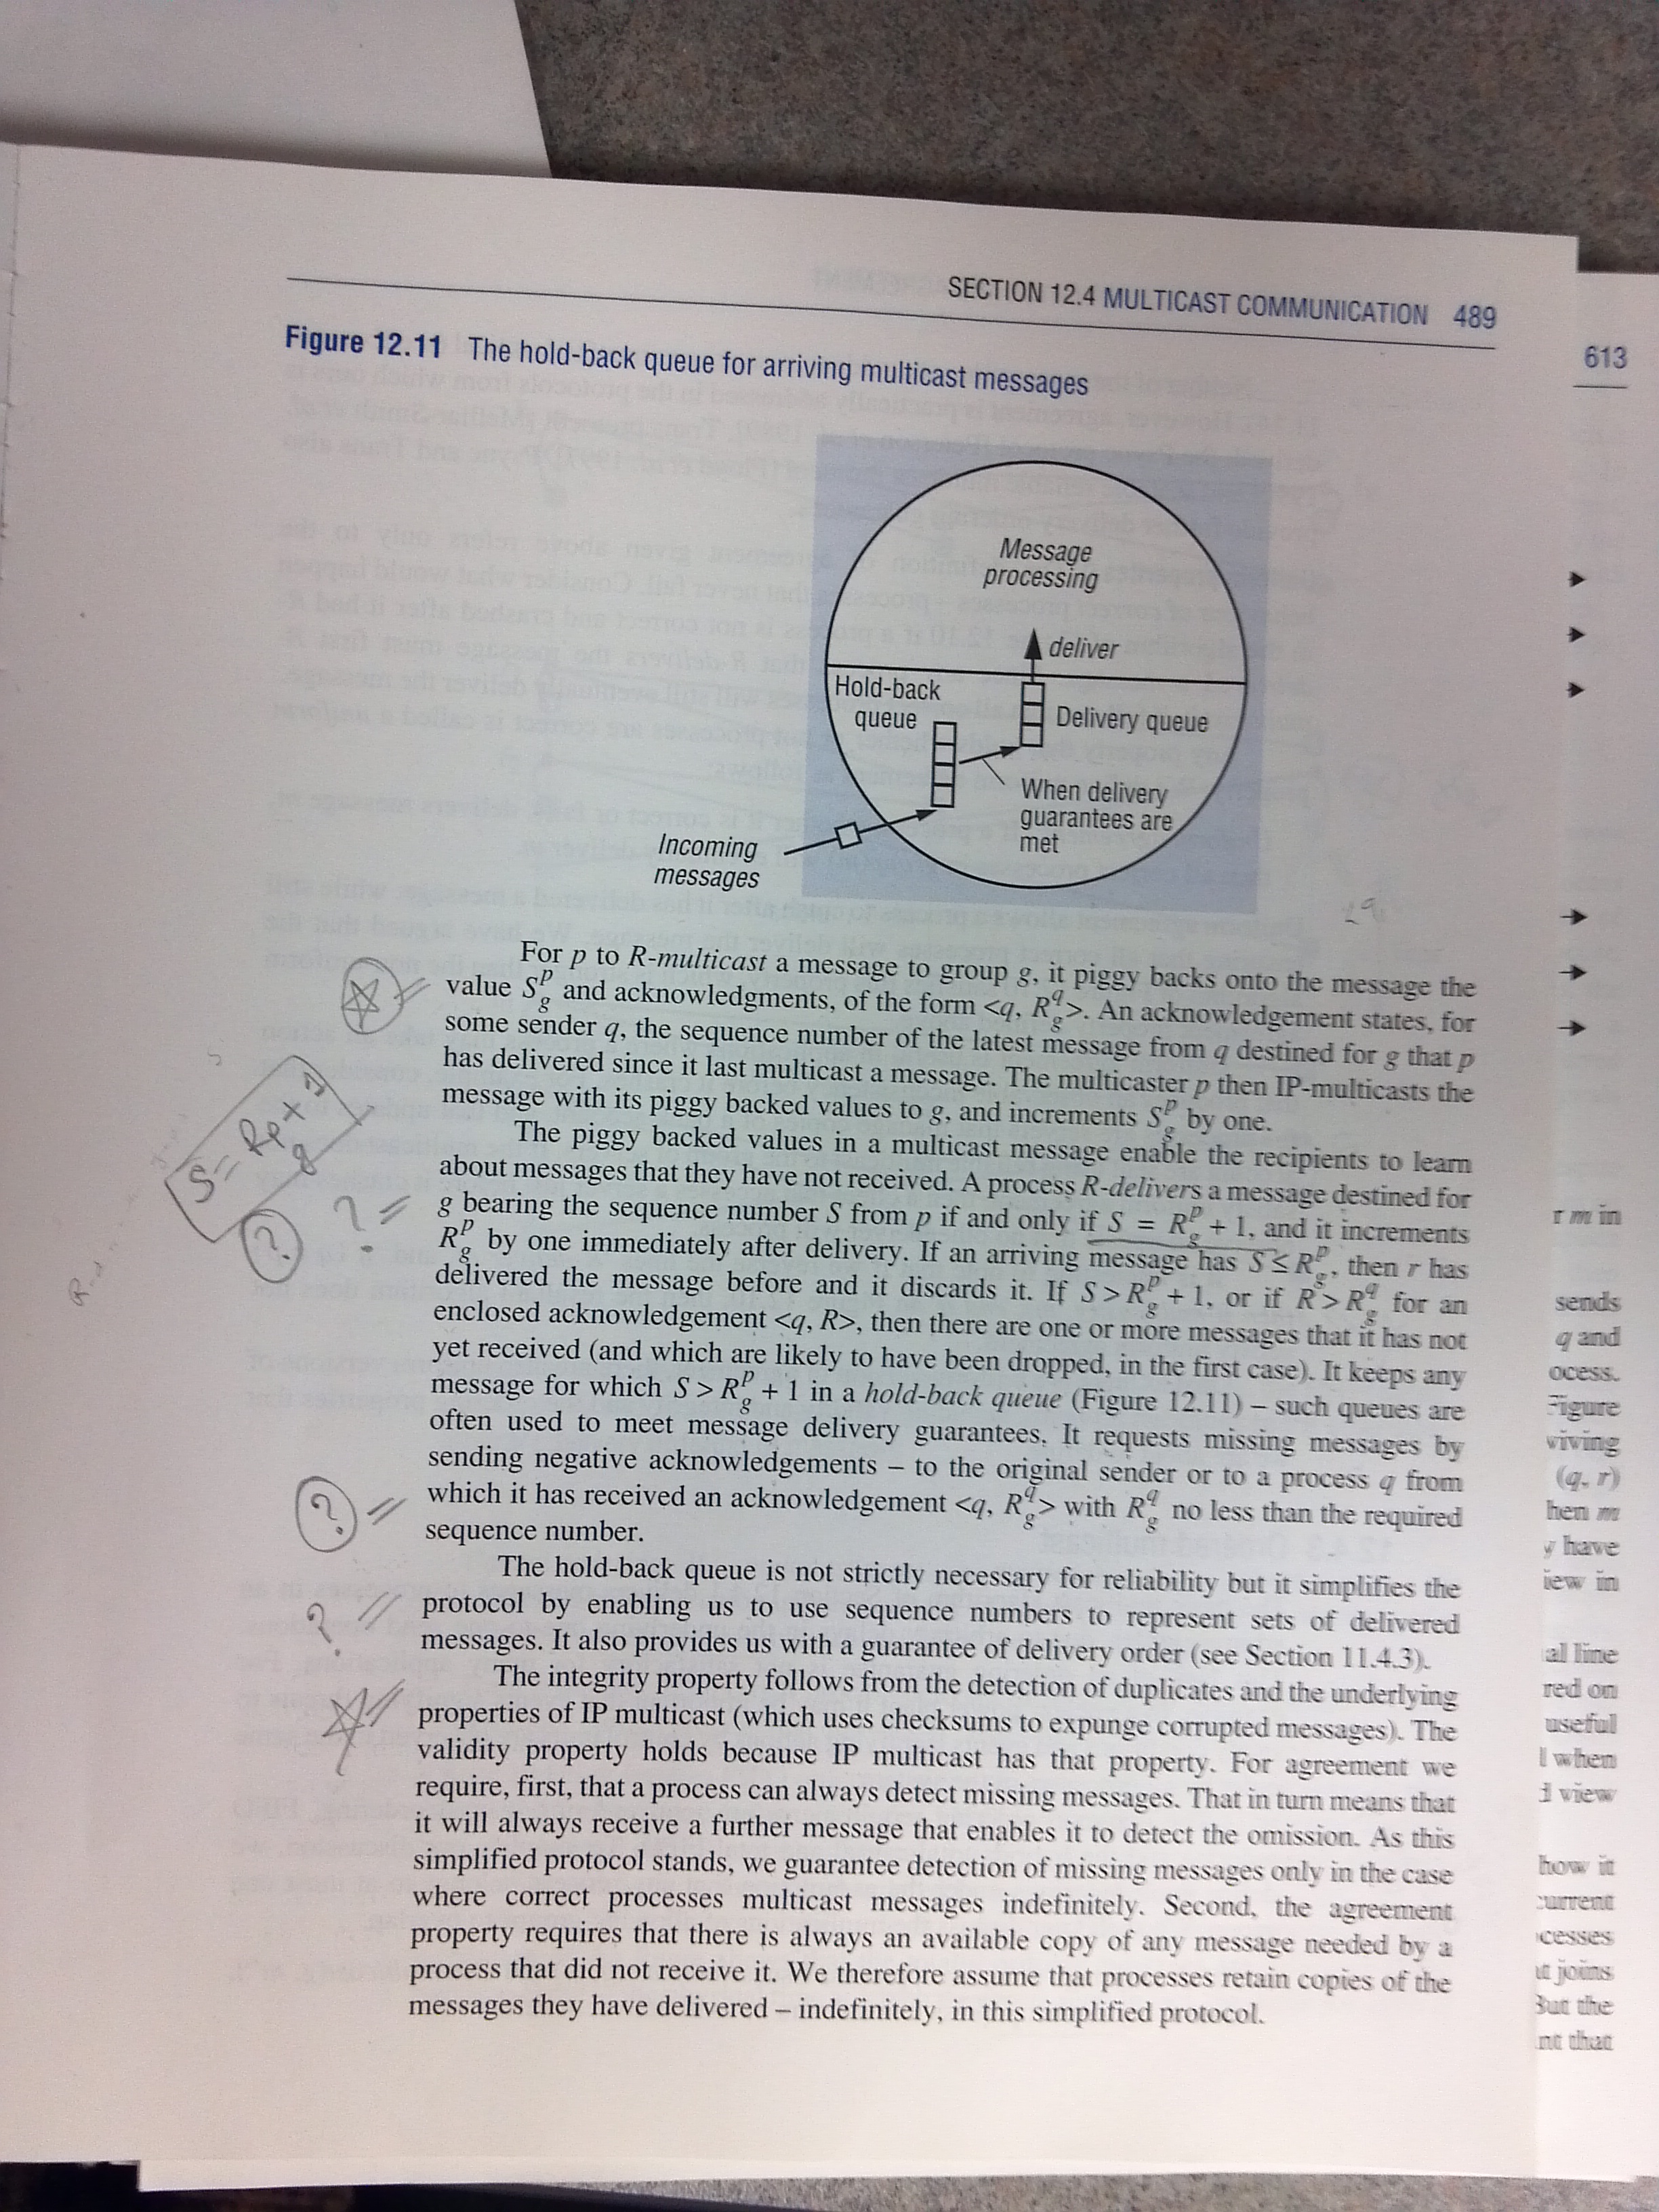 SECTION 12.4 MULTICAST COMMUNICATION 489
613
Figure 12.11 The hold-back queue for arriving multicast messages
Message
processing
deliver
Hold-back
queue
Delivery queue
When delivery
guarantees are
met
Incoming
messages
For p to R-multicast a message to group g, it piggy backs onto the message the
value S^p_g and acknowledgments, of the form <q, R^q_g>. An acknowledgement states, for
some sender q, the sequence number of the latest message from q destined for g that p
has delivered since it last multicast a message. The multicaster p then IP-multicasts the
message with its piggy backed values to g, and increments S^p_g by one.
The piggy backed values in a multicast message enable the recipients to learn
about messages that they have not received. A process R-delivers a message destined for
g bearing the sequence number S from p if and only if S = R^p_g + 1, and it increments
R^p_g by one immediately after delivery. If an arriving message has S ≤ R^p_g, then r has
delivered the message before and it discards it. If S > R^p_g + 1, or if R > R^q_g for an
enclosed acknowledgement <q, R>, then there are one or more messages that it has not
yet received (and which are likely to have been dropped, in the first case). It keeps any
message for which S > R^p_g + 1 in a hold-back queue (Figure 12.11) – such queues are
often used to meet message delivery guarantees. It requests missing messages by
sending negative acknowledgements – to the original sender or to a process q from
which it has received an acknowledgement <q, R^q_g> with R^q_g no less than the required
sequence number.
The hold-back queue is not strictly necessary for reliability but it simplifies the
protocol by enabling us to use sequence numbers to represent sets of delivered
messages. It also provides us with a guarantee of delivery order (see Section 11.4.3).
The integrity property follows from the detection of duplicates and the underlying
properties of IP multicast (which uses checksums to expunge corrupted messages). The
validity property holds because IP multicast has that property. For agreement we
require, first, that a process can always detect missing messages. That in turn means that
it will always receive a further message that enables it to detect the omission. As this
simplified protocol stands, we guarantee detection of missing messages only in the case
where correct processes multicast messages indefinitely. Second, the agreement
property requires that there is always an available copy of any message needed by a
process that did not receive it. We therefore assume that processes retain copies of the
messages they have delivered – indefinitely, in this simplified protocol.
?
?
?
?
r m in
sends
q and
ocess.
Figure
viving
(q, r)
hen m
y have
iew in
al line
red on
useful
l when
d view
how it
current
ocesses
at joins
But the
nt that